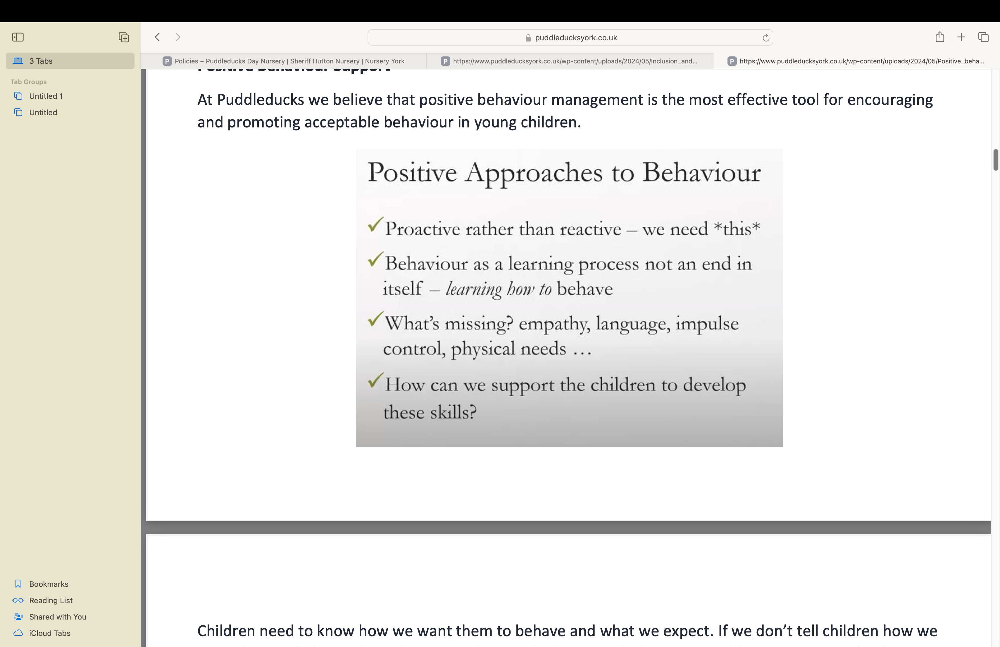 puddleducksyork.co.uk
3 Tabs
P Policies – Puddleducks Day Nursery | Sheriff Hutton Nursery | Nursery York
P https://www.puddleducksyork.co.uk/wp-content/uploads/2024/05/Inclusion_and...
P https://www.puddleducksyork.co.uk/wp-content/uploads/2024/05/Positive_beha...
Tab Groups
Untitled 1
Untitled
Positive Behaviour Support
At Puddleducks we believe that positive behaviour management is the most effective tool for encouraging
and promoting acceptable behaviour in young children.
Positive Approaches to Behaviour
✓Proactive rather than reactive – we need *this*
✓Behaviour as a learning process not an end in
itself – learning how to behave
✓What’s missing? empathy, language, impulse
control, physical needs …
✓How can we support the children to develop
these skills?
Children need to know how we want them to behave and what we expect. If we don’t tell children how we
Bookmarks
Reading List
Shared with You
iCloud Tabs